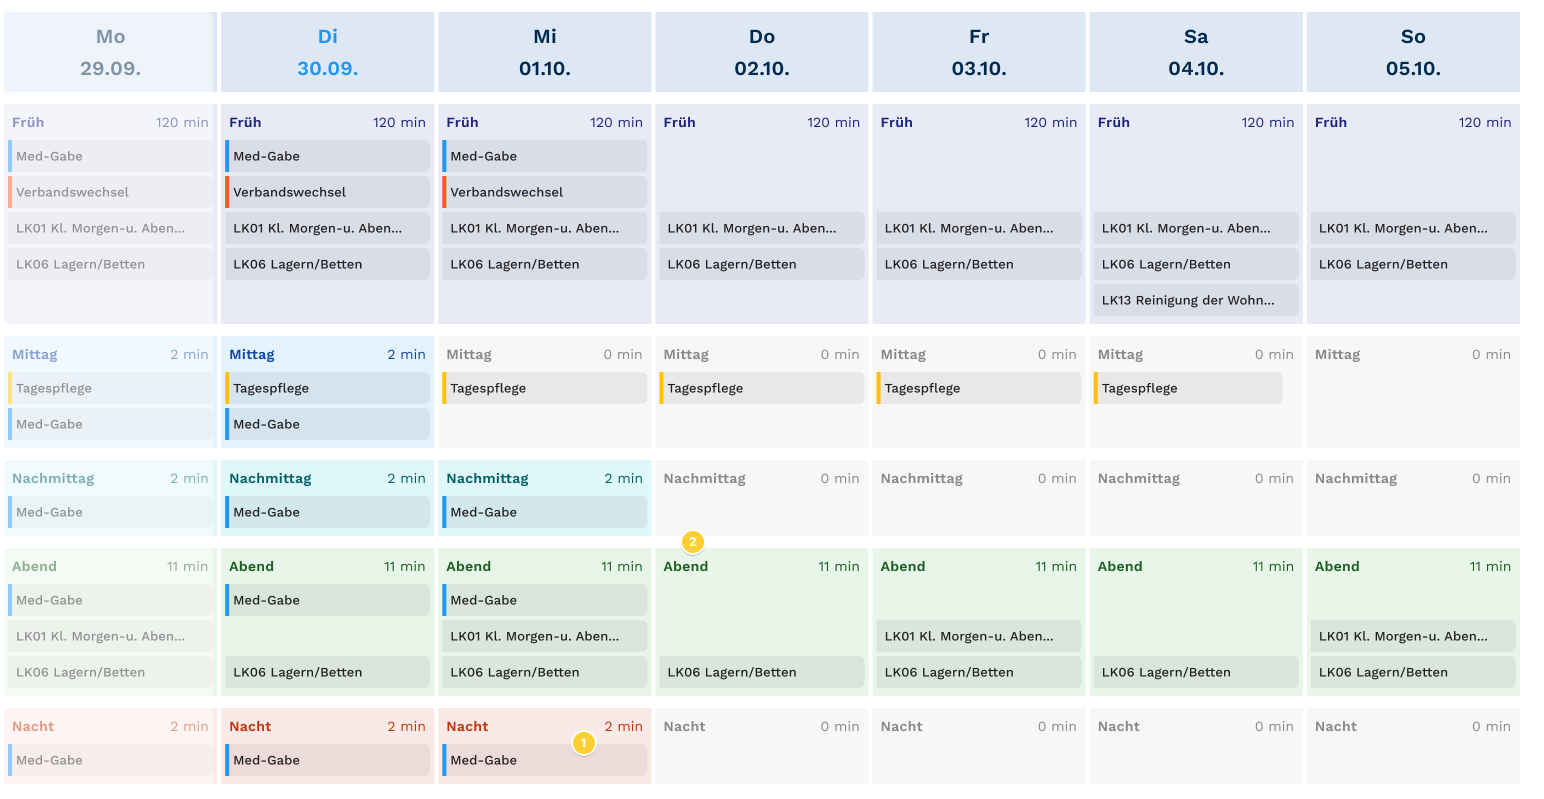 Mo Di Mi Do Fr Sa So
29.09. 30.09. 01.10. 02.10. 03.10. 04.10. 05.10.
Früh 120 min Früh 120 min Früh 120 min Früh 120 min Früh 120 min Früh 120 min Früh 120 min
Med-Gabe Med-Gabe Med-Gabe
Verbandswechsel Verbandswechsel Verbandswechsel
LK01 Kl. Morgen-u. Aben... LK01 Kl. Morgen-u. Aben... LK01 Kl. Morgen-u. Aben... LK01 Kl. Morgen-u. Aben... LK01 Kl. Morgen-u. Aben... LK01 Kl. Morgen-u. Aben... LK01 Kl. Morgen-u. Aben...
LK06 Lagern/Betten LK06 Lagern/Betten LK06 Lagern/Betten LK06 Lagern/Betten LK06 Lagern/Betten LK06 Lagern/Betten LK06 Lagern/Betten
LK13 Reinigung der Wohn...
Mittag 2 min Mittag 2 min Mittag 0 min Mittag 0 min Mittag 0 min Mittag 0 min Mittag 0 min
Tagespflege Tagespflege Tagespflege Tagespflege Tagespflege Tagespflege
Med-Gabe Med-Gabe
Nachmittag 2 min Nachmittag 2 min Nachmittag 2 min Nachmittag 0 min Nachmittag 0 min Nachmittag 0 min Nachmittag 0 min
Med-Gabe Med-Gabe Med-Gabe
2
Abend 11 min Abend 11 min Abend 11 min Abend 11 min Abend 11 min Abend 11 min Abend 11 min
Med-Gabe Med-Gabe Med-Gabe
LK01 Kl. Morgen-u. Aben... LK01 Kl. Morgen-u. Aben... LK01 Kl. Morgen-u. Aben... LK01 Kl. Morgen-u. Aben...
LK06 Lagern/Betten LK06 Lagern/Betten LK06 Lagern/Betten LK06 Lagern/Betten LK06 Lagern/Betten LK06 Lagern/Betten LK06 Lagern/Betten
Nacht 2 min Nacht 2 min Nacht 2 min Nacht 0 min Nacht 0 min Nacht 0 min Nacht 0 min
1
Med-Gabe Med-Gabe Med-Gabe